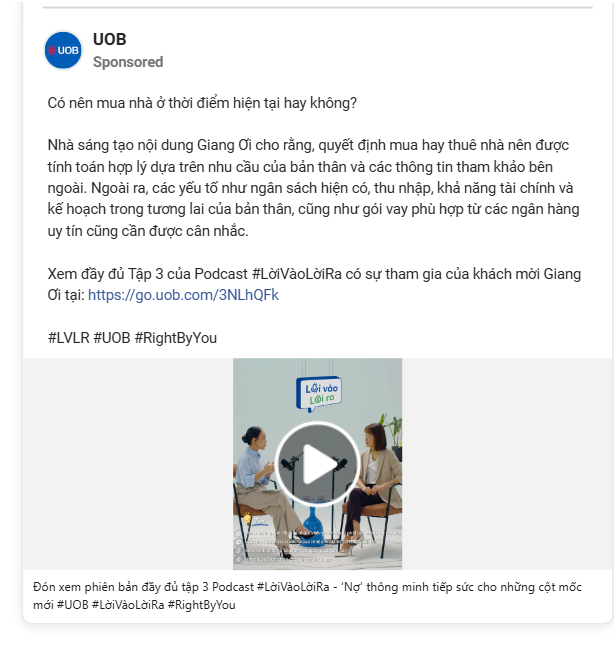 UOB
UOB
Sponsored
Có nên mua nhà ở thời điểm hiện tại hay không?
Nhà sáng tạo nội dung Giang Ơi cho rằng, quyết định mua hay thuê nhà nên được
tính toán hợp lý dựa trên nhu cầu của bản thân và các thông tin tham khảo bên
ngoài. Ngoài ra, các yếu tố như ngân sách hiện có, thu nhập, khả năng tài chính và
kế hoạch trong tương lai của bản thân, cũng như gói vay phù hợp từ các ngân hàng
uy tín cũng cần được cân nhắc.
Xem đầy đủ Tập 3 của Podcast #LờiVàoLờiRa có sự tham gia của khách mời Giang
Ơi tại: https://go.uob.com/3NLhQFk
#LVLR #UOB #RightByYou
Lời vào
Lời ra
Đón xem phiên bản đầy đủ tập 3 Podcast #LờiVàoLờiRa - ‘Nợ’ thông minh tiếp sức cho những cột mốc
mới #UOB #LờiVàoLờiRa #RightByYou